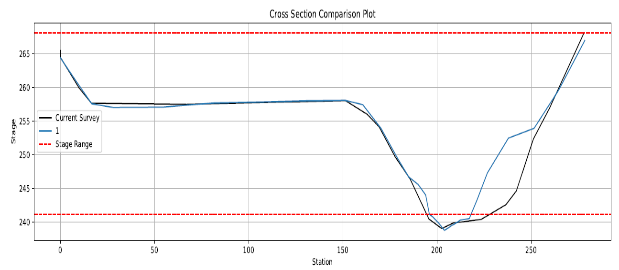 Cross Section Comparison Plot
265
260
255
250
245
240
Stage
Current Survey
1
Stage Range
0 50 100 150 200 250
Station